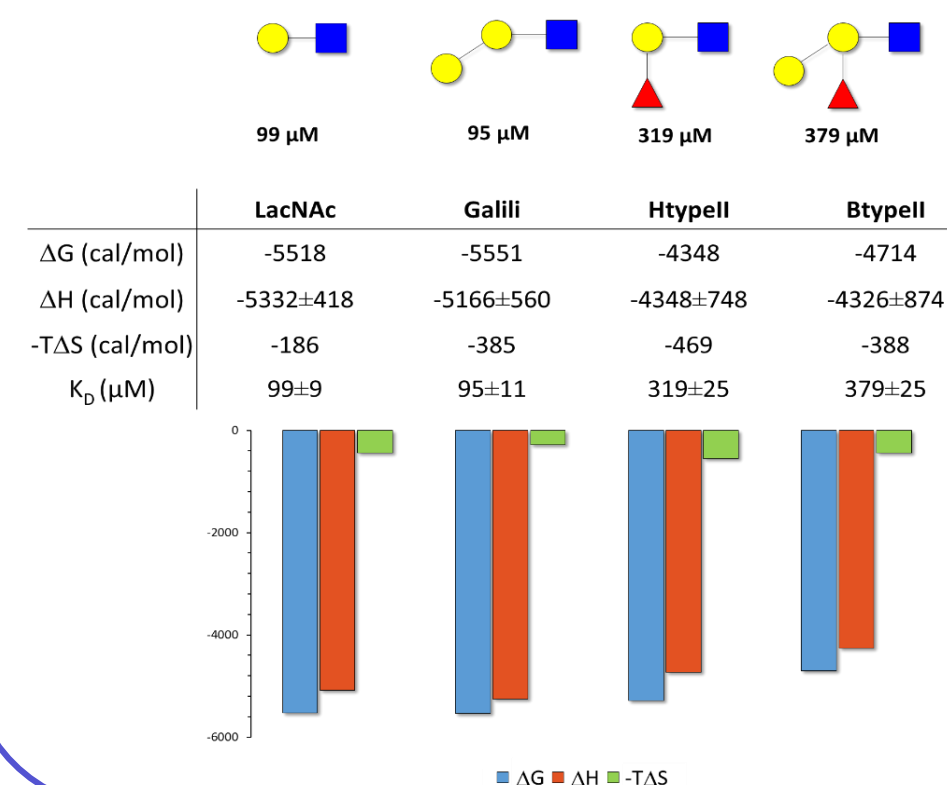 99 µM 95 µM 319 µM 379 µM
LacNAc Galili HtypeII BtypeII
ΔG (cal/mol) -5518 -5551 -4348 -4714
ΔH (cal/mol) -5332±418 -5166±560 -4348±748 -4326±874
-TΔS (cal/mol) -186 -385 -469 -388
K_D (µM) 99±9 95±11 319±25 379±25
0
-2000
-4000
-6000
ΔG ΔH -TΔS